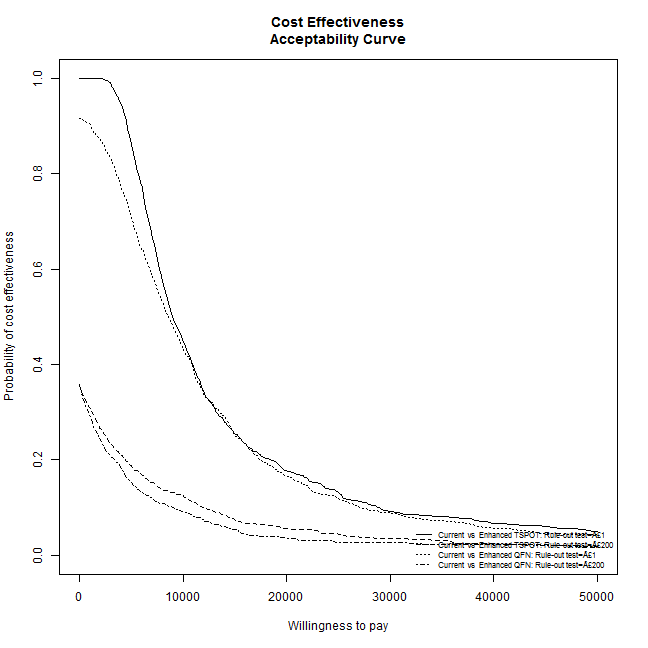 Cost Effectiveness
Acceptability Curve
Probability of cost effectiveness
1.0
0.8
0.6
0.4
0.2
0.0
Current vs Enhanced TSPOT: Rule-out test=Â£1
Current vs Enhanced TSPOT: Rule-out test=Â£200
Current vs Enhanced QFN: Rule-out test=Â£1
Current vs Enhanced QFN: Rule-out test=Â£200
0 10000 20000 30000 40000 50000
Willingness to pay